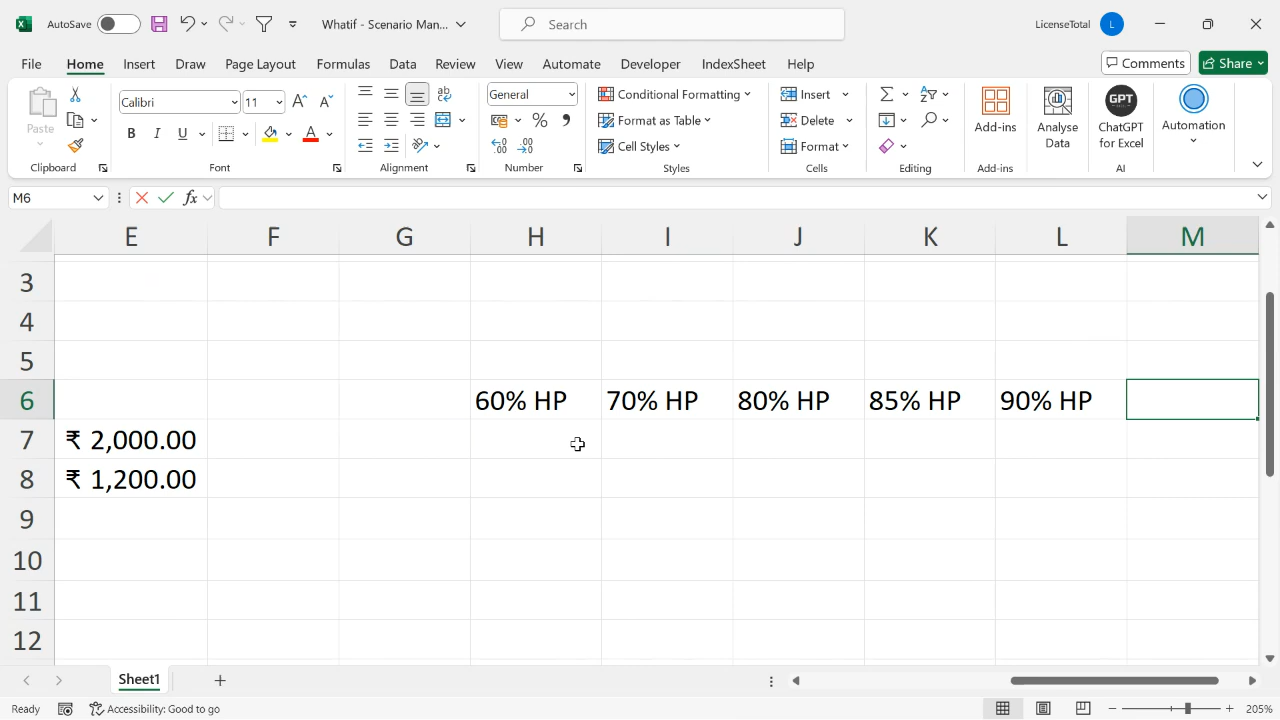 AutoSave Whatif - Scenario Man... Search LicenseTotal L
File Home Insert Draw Page Layout Formulas Data Review View Automate Developer IndexSheet Help Comments Share
Paste Calibri 11 A A ab General Conditional Formatting Insert Σ GPT
B I U A % Format as Table Delete Add-ins Analyse Data ChatGPT for Excel Automation
Cell Styles Format
Clipboard Font Alignment Number Styles Cells Editing Add-ins AI
M6 fx
E F G H I J K L M
3
4
5
6 60% HP 70% HP 80% HP 85% HP 90% HP
7 ₹ 2,000.00
8 ₹ 1,200.00
9
10
11
12
Sheet1
Ready Accessibility: Good to go 205%